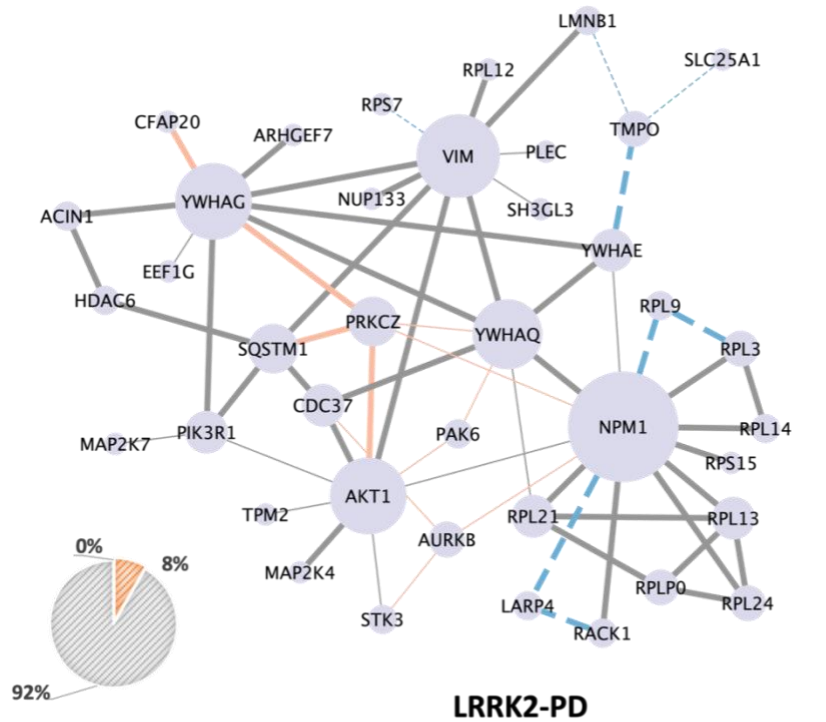 LMNB1
SLC25A1
RPL12
RPS7
CFAP20
ARHGEF7
TMPO
VIM
PLEC
YWHAG
NUP133
SH3GL3
ACIN1
YWHAE
EEF1G
HDAC6
RPL9
PRKCZ
YWHAQ
SQSTM1
RPL3
CDC37
NPM1
RPL14
PIK3R1
PAK6
MAP2K7
RPS15
AKT1
TPM2
RPL21
RPL13
AURKB
0%
8%
MAP2K4
RPLP0
LARP4
RPL24
STK3
RACK1
92%
LRRK2-PD